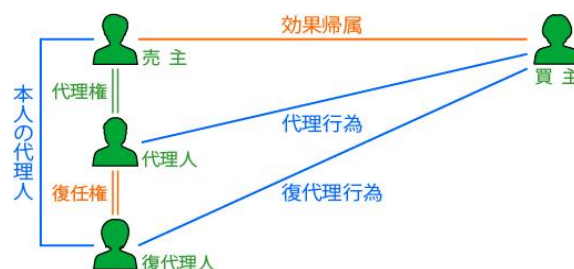 効果帰属
売 主
買 主
代理権
本人の代理人
代理行為
代理人
復任権
復代理行為
復代理人